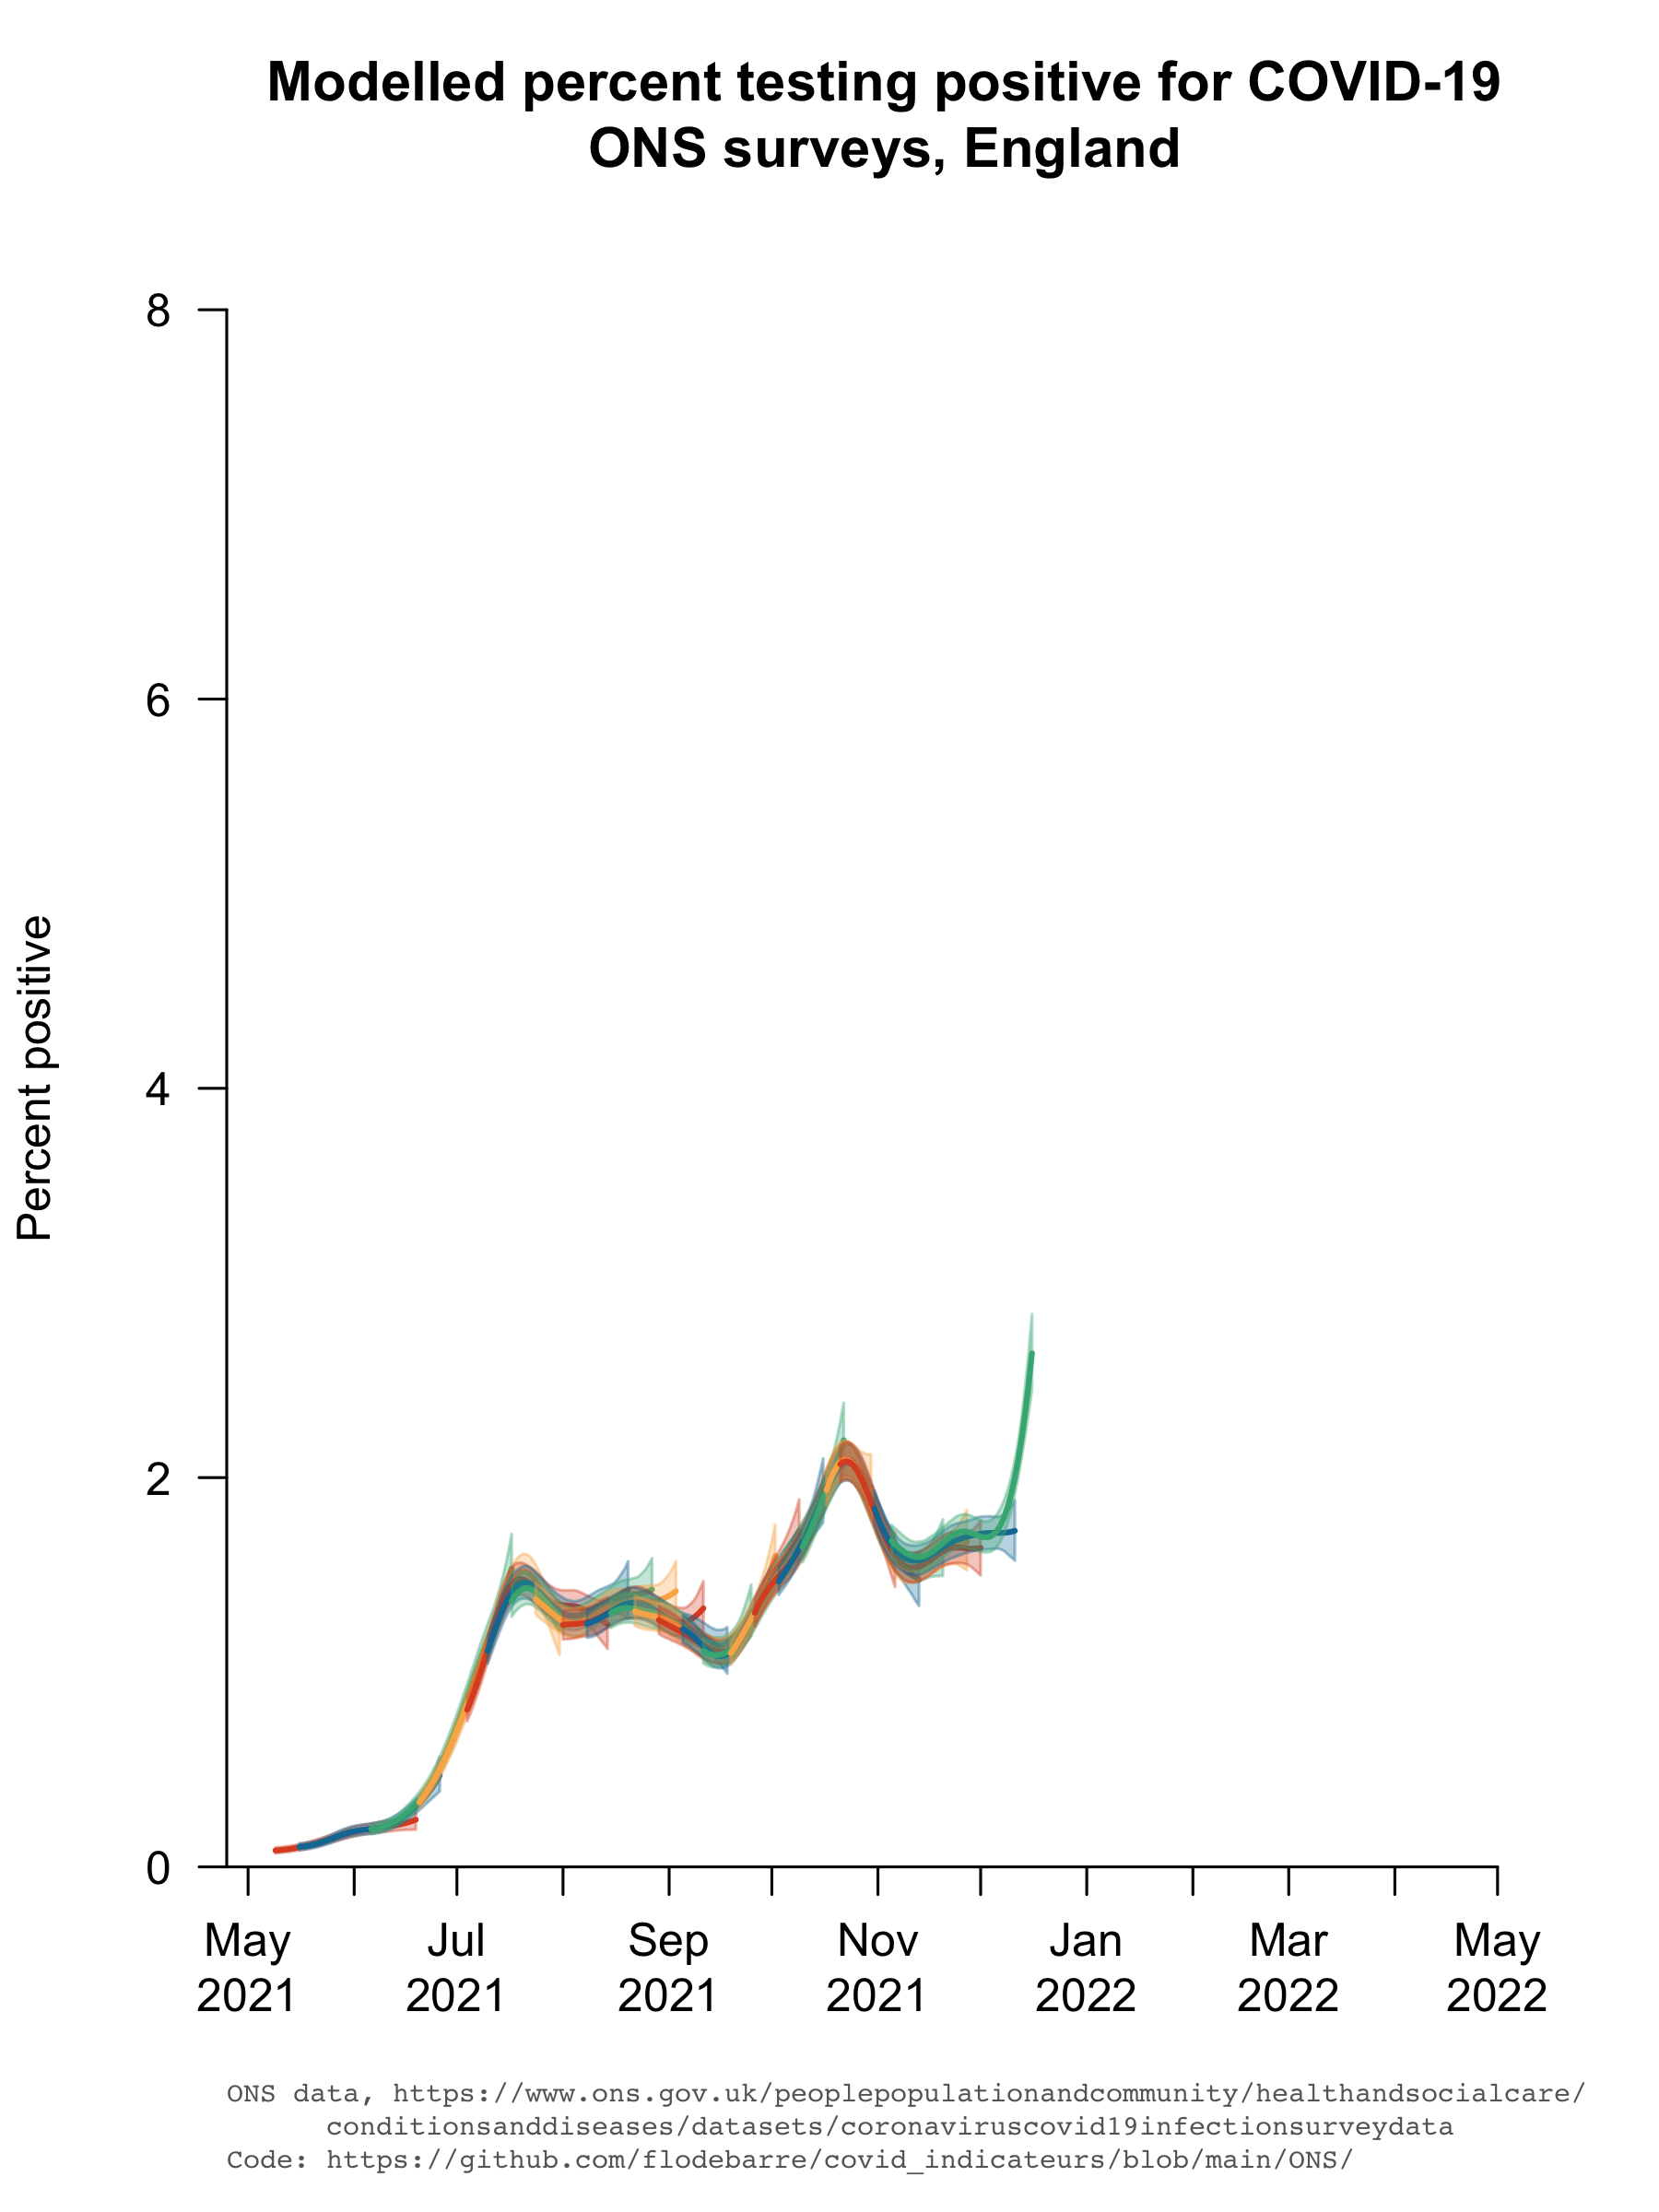 Modelled percent testing positive for COVID-19
ONS surveys, England
Percent positive
8
6
4
2
0
May
2021
Jul
2021
Sep
2021
Nov
2021
Jan
2022
Mar
2022
May
2022
ONS data, https://www.ons.gov.uk/peoplepopulationandcommunity/healthandsocialcare/
conditionsanddiseases/datasets/coronaviruscovid19infectionsurveydata
Code: https://github.com/flodebarre/covid_indicateurs/blob/main/ONS/